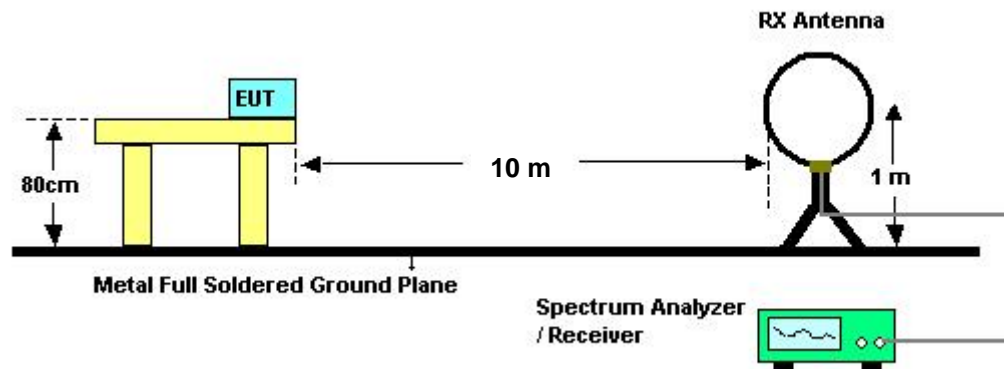 RX Antenna
EUT
10 m
80cm
1 m
Metal Full Soldered Ground Plane
Spectrum Analyzer
/ Receiver